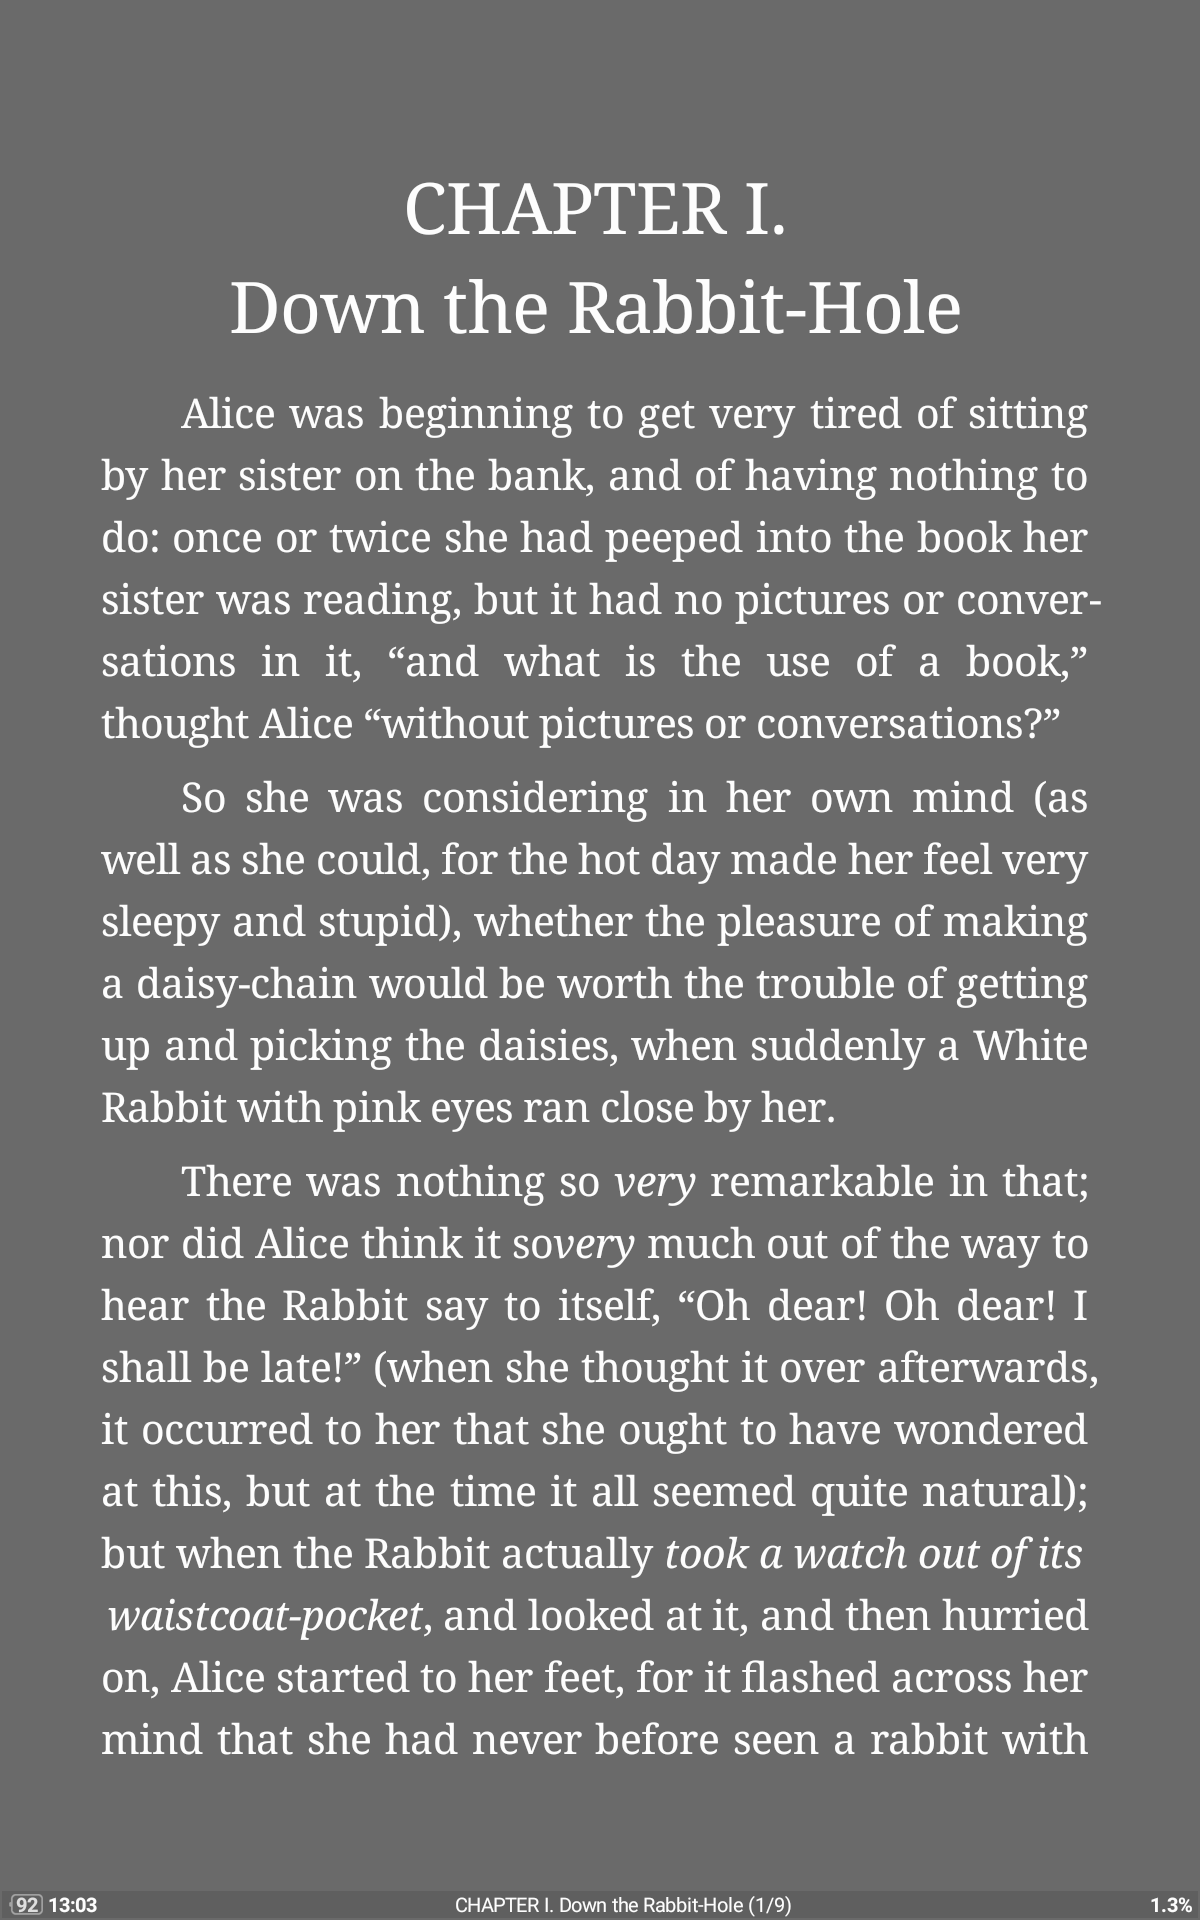 CHAPTER I.
Down the Rabbit-Hole
Alice was beginning to get very tired of sitting
by her sister on the bank, and of having nothing to
do: once or twice she had peeped into the book her
sister was reading, but it had no pictures or conver-
sations in it, “and what is the use of a book,”
thought Alice “without pictures or conversations?”
So she was considering in her own mind (as
well as she could, for the hot day made her feel very
sleepy and stupid), whether the pleasure of making
a daisy-chain would be worth the trouble of getting
up and picking the daisies, when suddenly a White
Rabbit with pink eyes ran close by her.
There was nothing so very remarkable in that;
nor did Alice think it sovery much out of the way to
hear the Rabbit say to itself, “Oh dear! Oh dear! I
shall be late!” (when she thought it over afterwards,
it occurred to her that she ought to have wondered
at this, but at the time it all seemed quite natural);
but when the Rabbit actually took a watch out of its
waistcoat-pocket, and looked at it, and then hurried
on, Alice started to her feet, for it flashed across her
mind that she had never before seen a rabbit with
92 13:03 CHAPTER I. Down the Rabbit-Hole (1/9) 1.3%